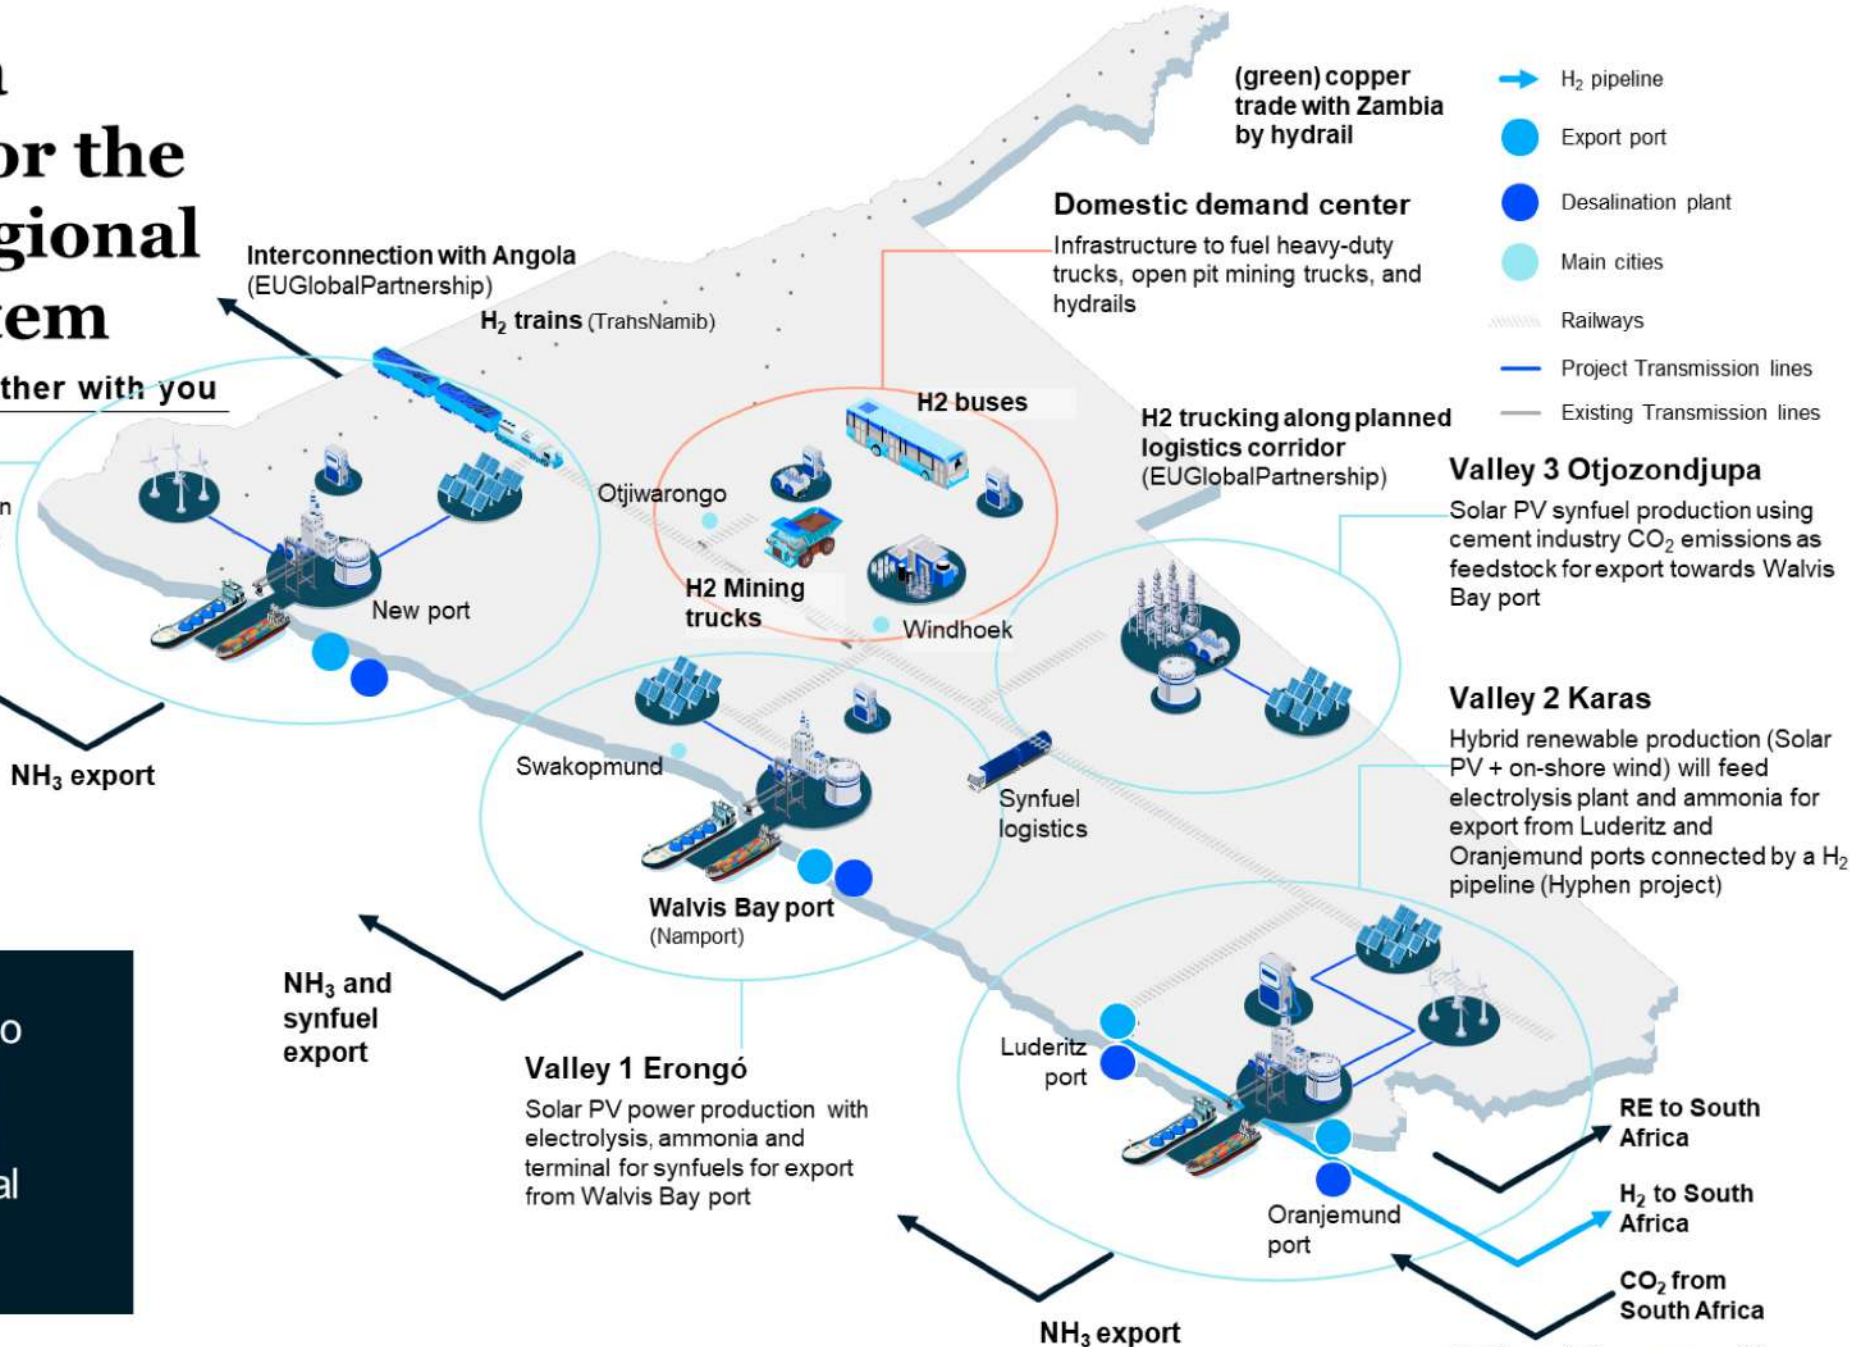 a
or the
gional
tem
ther with you
n
Interconnection with Angola
(EUGlobalPartnership)
H₂ trains (TrahsNamib)
(green) copper
trade with Zambia
by hydrail
Domestic demand center
Infrastructure to fuel heavy-duty
trucks, open pit mining trucks, and
hydrails
H₂ pipeline
Export port
Desalination plant
Main cities
Railways
Project Transmission lines
Existing Transmission lines
H2 buses
H2 trucking along planned
logistics corridor
(EUGlobalPartnership)
Otjiwarongo
H2 Mining
trucks
Windhoek
New port
NH₃ export
Valley 3 Otjozondjupa
Solar PV synfuel production using
cement industry CO₂ emissions as
feedstock for export towards Walvis
Bay port
Valley 2 Karas
Hybrid renewable production (Solar
PV + on-shore wind) will feed
electrolysis plant and ammonia for
export from Luderitz and
Oranjemund ports connected by a H₂
pipeline (Hyphen project)
Swakopmund
Synfuel
logistics
Walvis Bay port
(Namport)
NH₃ and
synfuel
export
Valley 1 Erongó
Solar PV power production with
electrolysis, ammonia and
terminal for synfuels for export
from Walvis Bay port
o
al
Luderitz
port
Oranjemund
port
RE to South
Africa
H₂ to South
Africa
CO₂ from
South Africa
NH₃ export